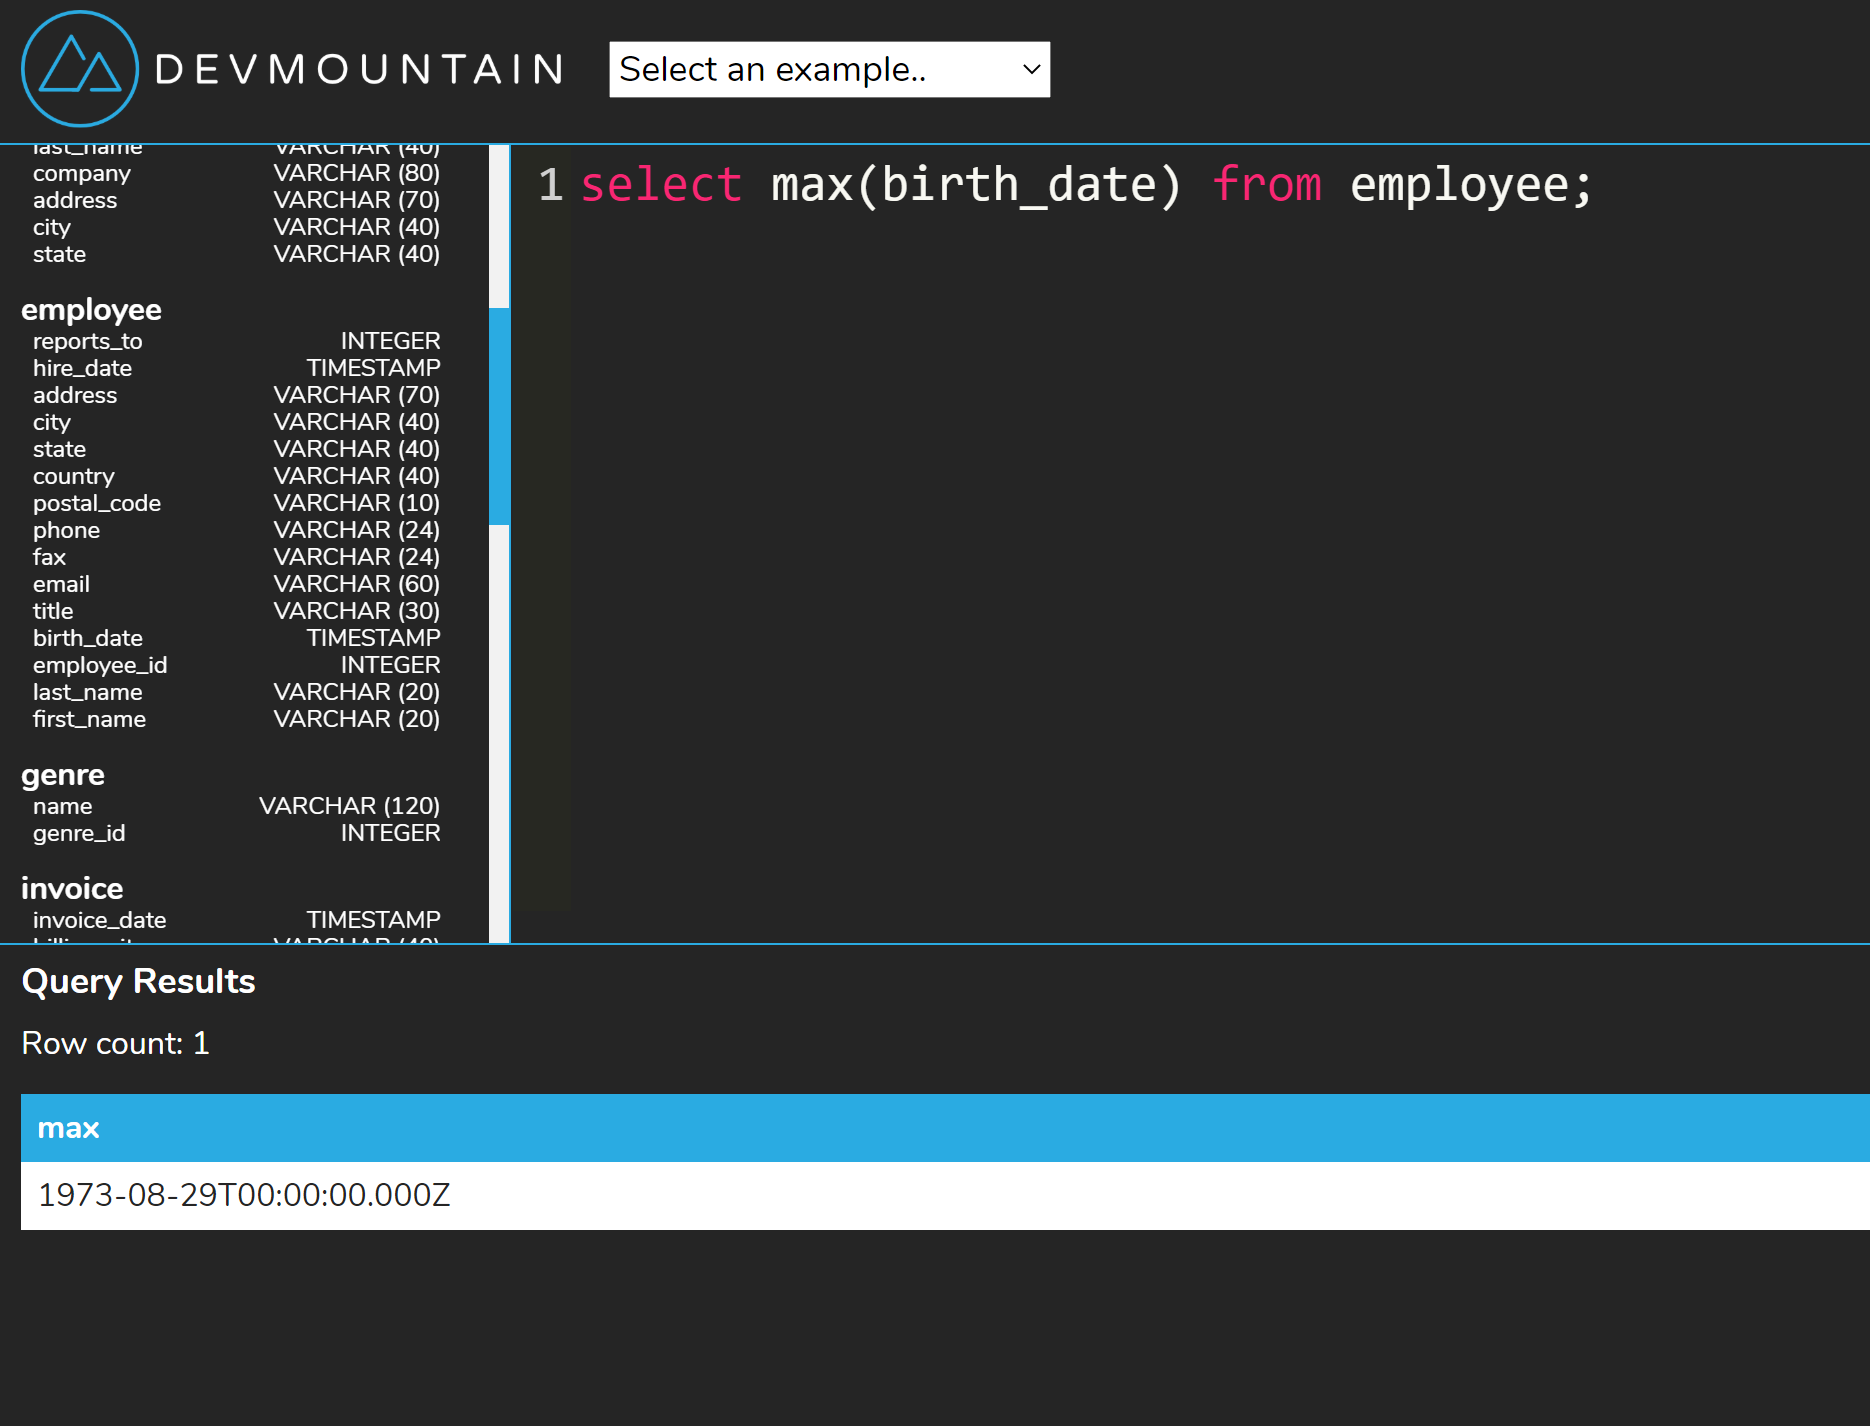 DEVMOUNTAIN
Select an example..
last_name VARCHAR (40)
company VARCHAR (80)
address VARCHAR (70)
city VARCHAR (40)
state VARCHAR (40)
employee
reports_to INTEGER
hire_date TIMESTAMP
address VARCHAR (70)
city VARCHAR (40)
state VARCHAR (40)
country VARCHAR (40)
postal_code VARCHAR (10)
phone VARCHAR (24)
fax VARCHAR (24)
email VARCHAR (60)
title VARCHAR (30)
birth_date TIMESTAMP
employee_id INTEGER
last_name VARCHAR (20)
first_name VARCHAR (20)
genre
name VARCHAR (120)
genre_id INTEGER
invoice
invoice_date TIMESTAMP
1 select max(birth_date) from employee;
Query Results
Row count: 1
max
1973-08-29T00:00:00.000Z